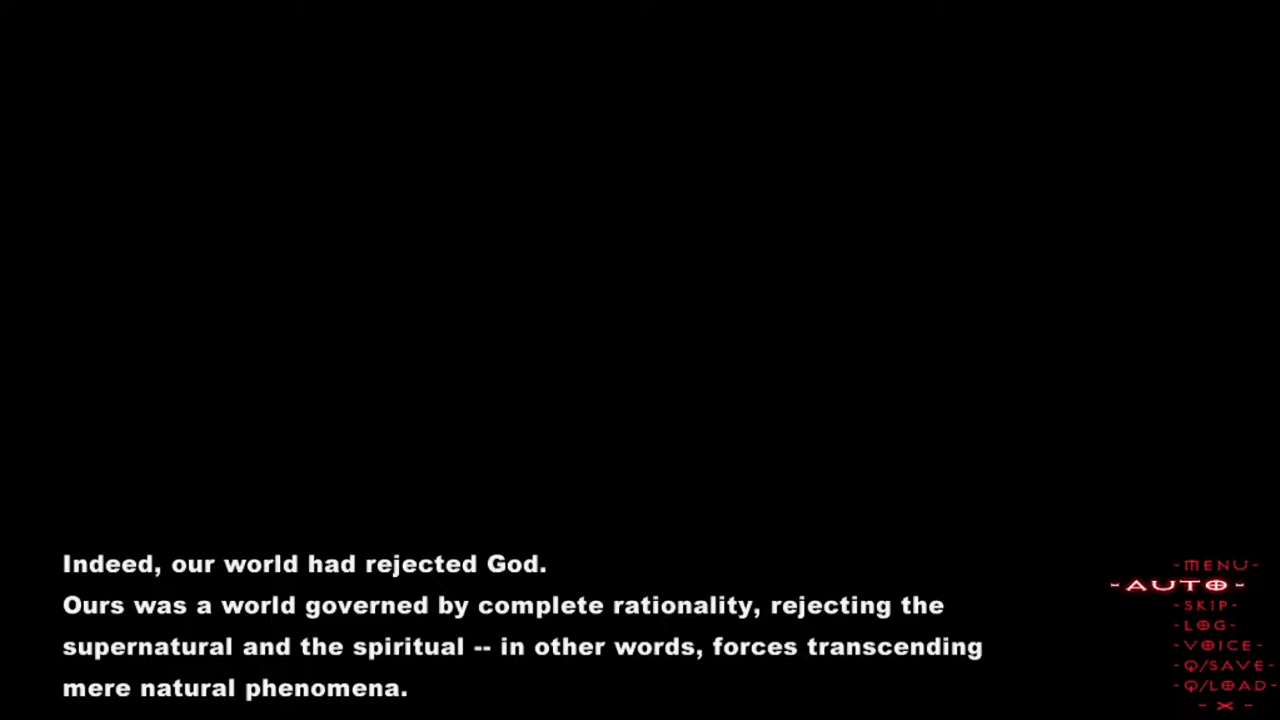 Indeed, our world had rejected God.
Ours was a world governed by complete rationality, rejecting the
supernatural and the spiritual -- in other words, forces transcending
mere natural phenomena.
-MENU-
-AUTO-
-SKIP-
-LOG-
-VOICE-
-Q/SAVE-
-Q/LOAD-
-X-